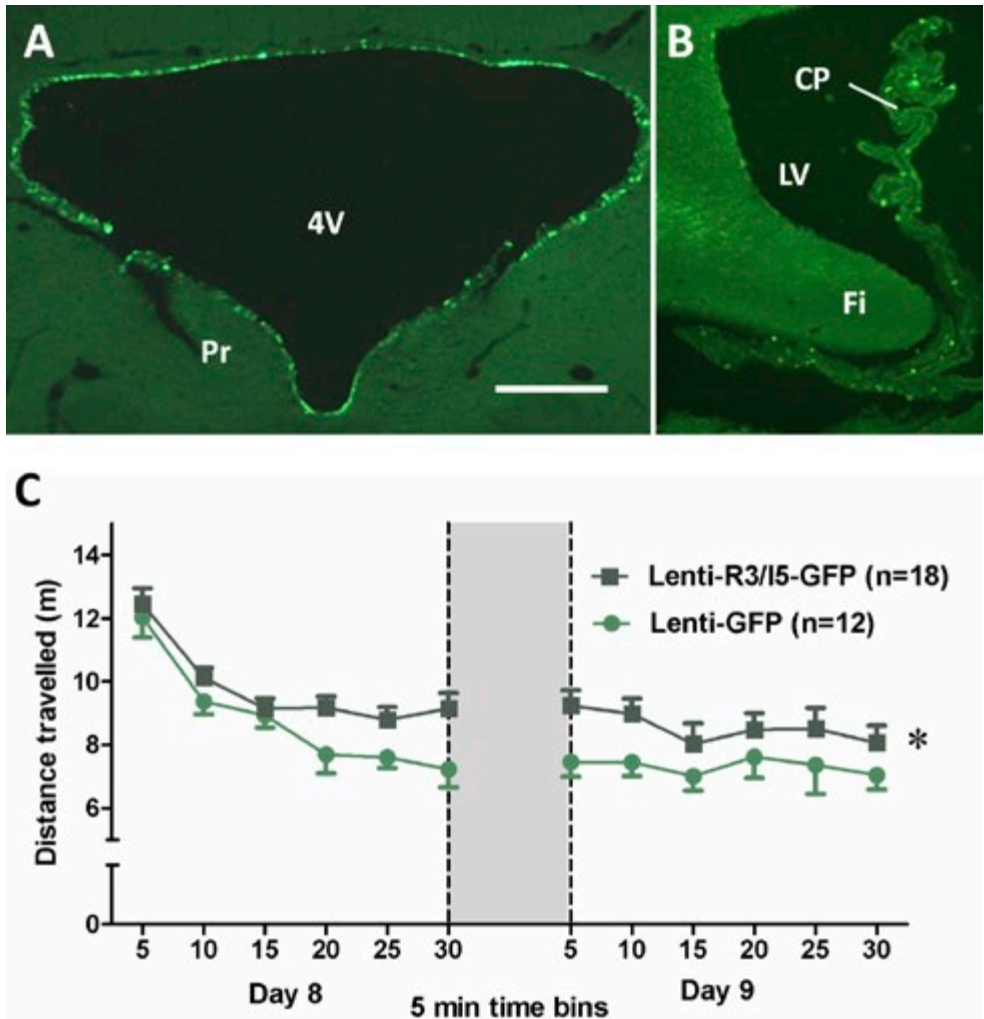 A
4V
Pr
B
CP
LV
Fi
C
Distance travelled (m)
14
12
10
8
6
0
Lenti-R3/I5-GFP (n=18)
Lenti-GFP (n=12)
*
5 10 15 20 25 30 5 10 15 20 25 30
Day 8 5 min time bins Day 9